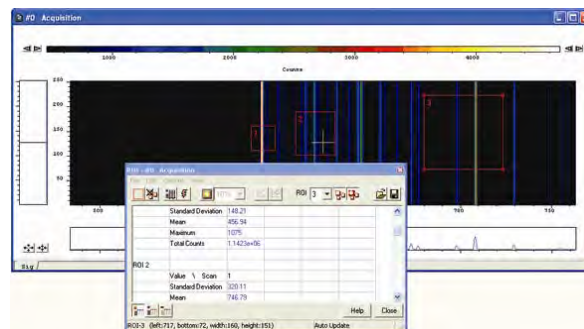 #0 Acquisition
1000 2000 3000 4000
Counts
250
200
150
100
50
1
2
3
700
ROI - #0 Acquisition
ROI 3
Standard Deviation 148.21
Mean 456.94
Maximum 1075
Total Counts 1.1423e+06
ROI 2
Value \ Scan 1
Standard Deviation 320.11
Mean 746.79
Help Close
ROI-3 (left:717, bottom:72, width:160, height:151) Auto Update
Sig